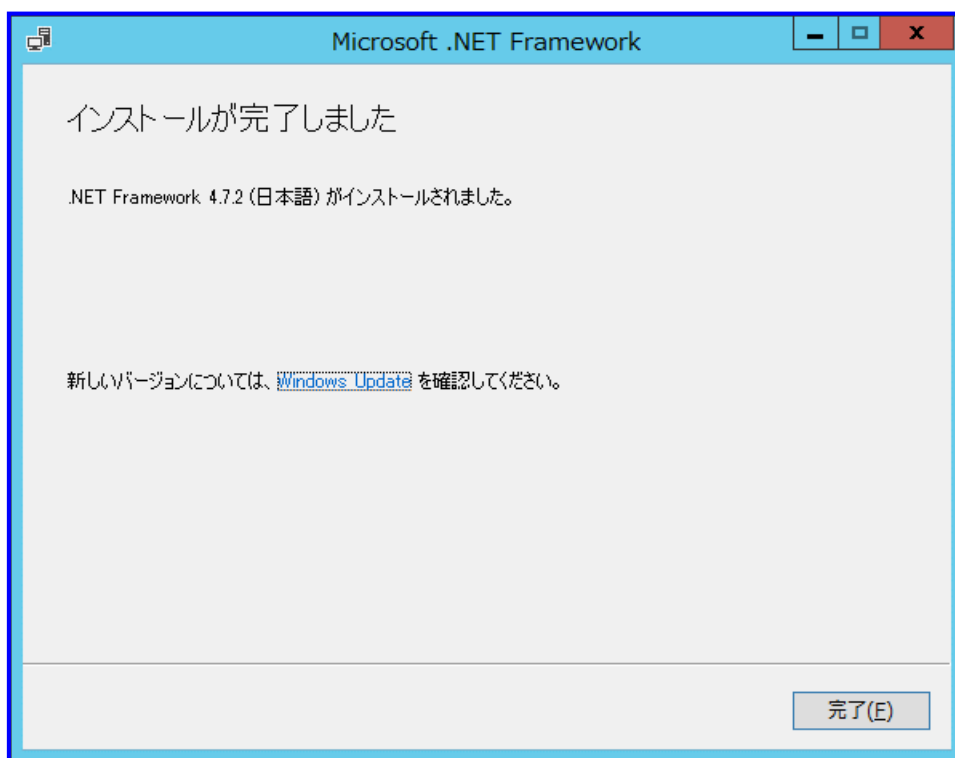 Microsoft .NET Framework
インストールが完了しました
.NET Framework 4.7.2 (日本語) がインストールされました。
新しいバージョンについては、Windows Update を確認してください。
完了(F)